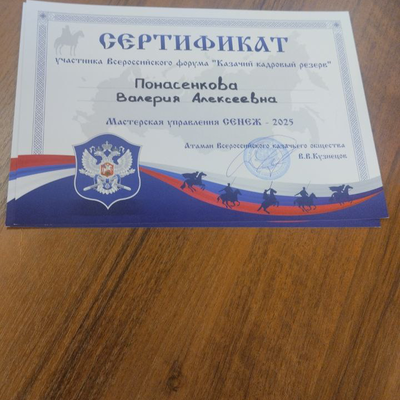 СЕРТИФИКАТ
участника Всероссийского форума "Казачий кадровый резерв"
Понасенкова
Валерия Алексеевна
Мастерская управления СЕНЕЖ - 2025
Атаман Всероссийского казачьего общества
В.В.Кузнецов